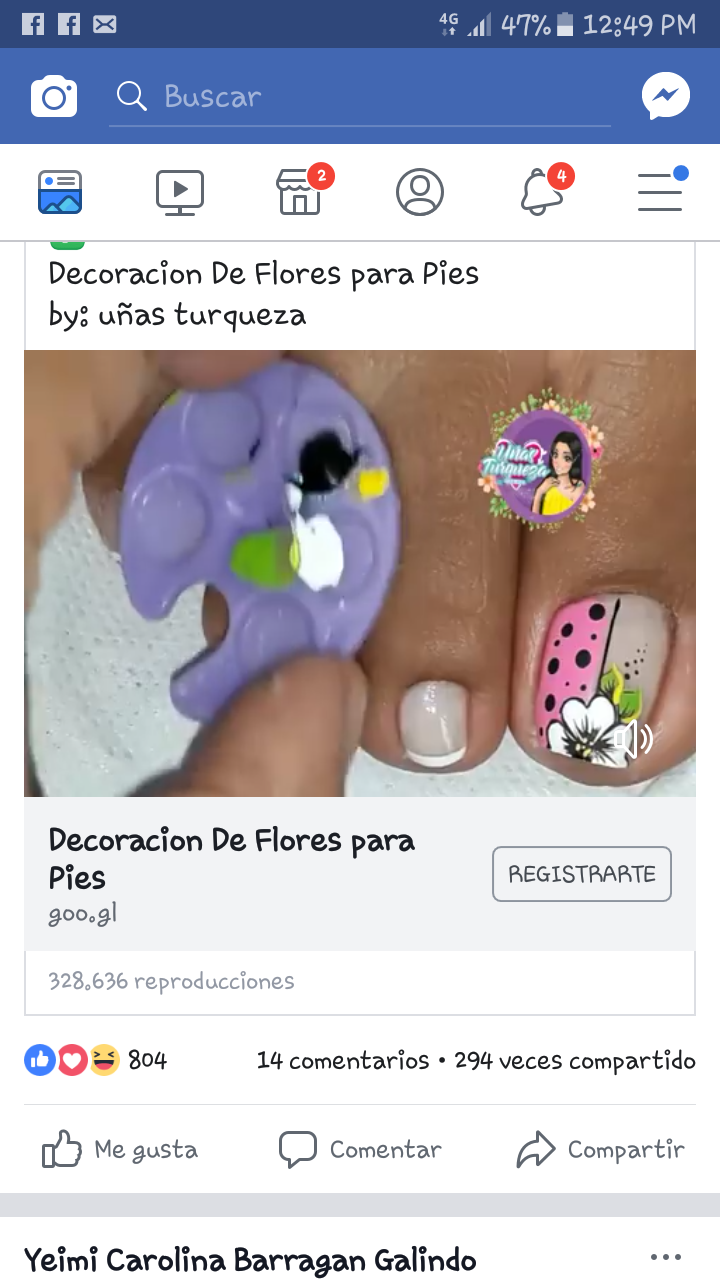 4G 47% 12:49 PM
Buscar
2
4
Decoracion De Flores para Pies
by: uñas turqueza
Uñas
Turqueza
Decoracion De Flores para
Pies
REGISTRARTE
goo.gl
328.636 reproducciones
804 14 comentarios • 294 veces compartido
Me gusta Comentar Compartir
Yeimi Carolina Barragan Galindo